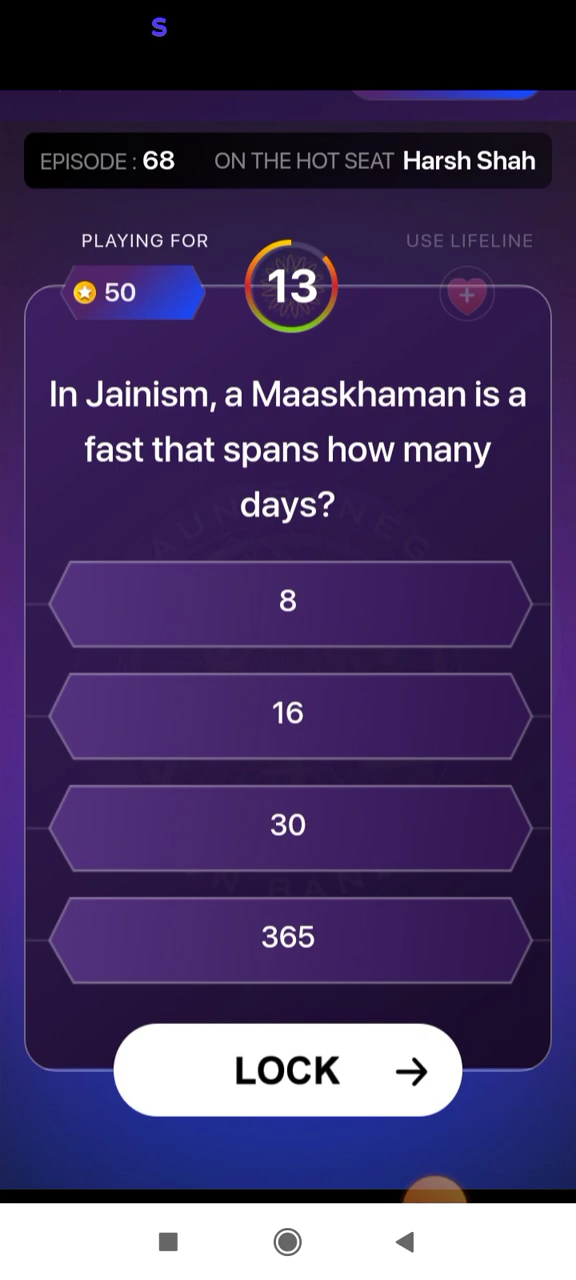 S
EPISODE : 68 ON THE HOT SEAT Harsh Shah
PLAYING FOR
USE LIFELINE
50
13
In Jainism, a Maaskhaman is a
fast that spans how many
days?
8
16
30
365
LOCK